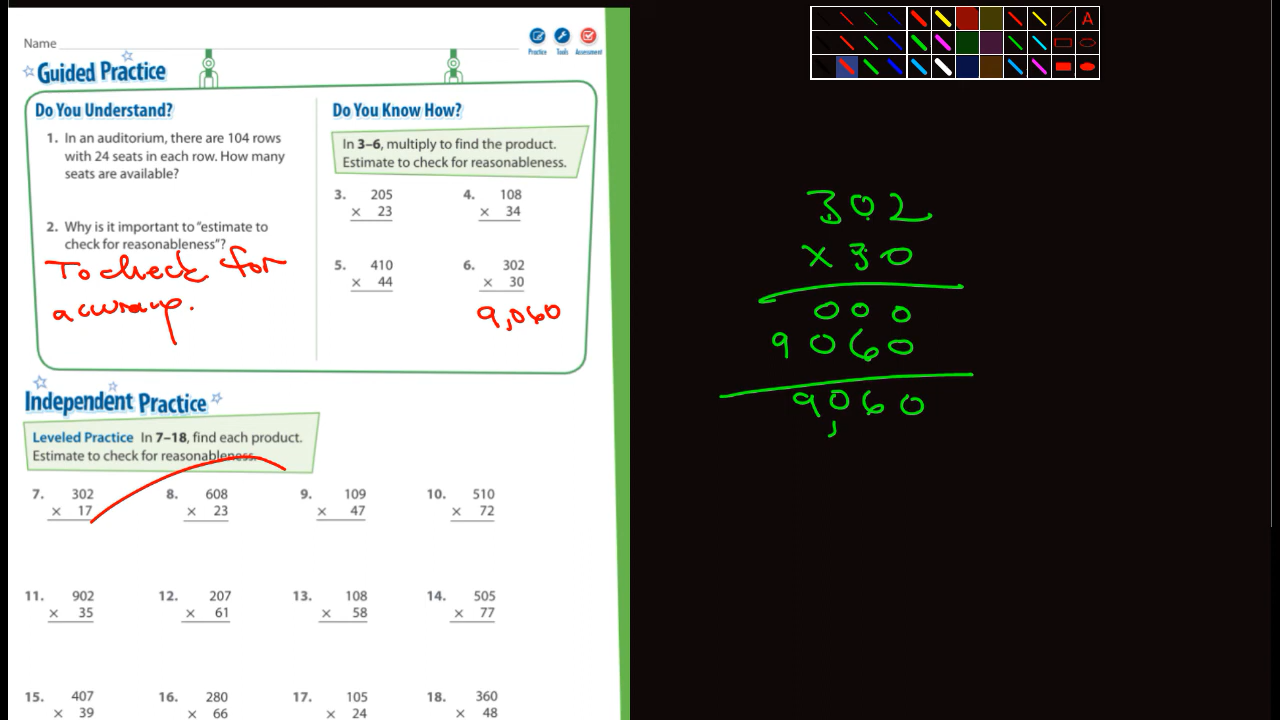 Name
Practice Tools Assessment
Guided Practice
Do You Understand?
1. In an auditorium, there are 104 rows
with 24 seats in each row. How many
seats are available?
2. Why is it important to “estimate to
check for reasonableness”?
To check for
accuracy.
Do You Know How?
In 3–6, multiply to find the product.
Estimate to check for reasonableness.
3. 205
× 23
4. 108
× 34
5. 410
× 44
6. 302
× 30
9,060
Independent Practice
Leveled Practice In 7–18, find each product.
Estimate to check for reasonableness.
7. 302
× 17
8. 608
× 23
9. 109
× 47
10. 510
× 72
11. 902
× 35
12. 207
× 61
13. 108
× 58
14. 505
× 77
15. 407
× 39
16. 280
× 66
17. 105
× 24
18. 360
× 48
A
302
×30
000
9060
9,060